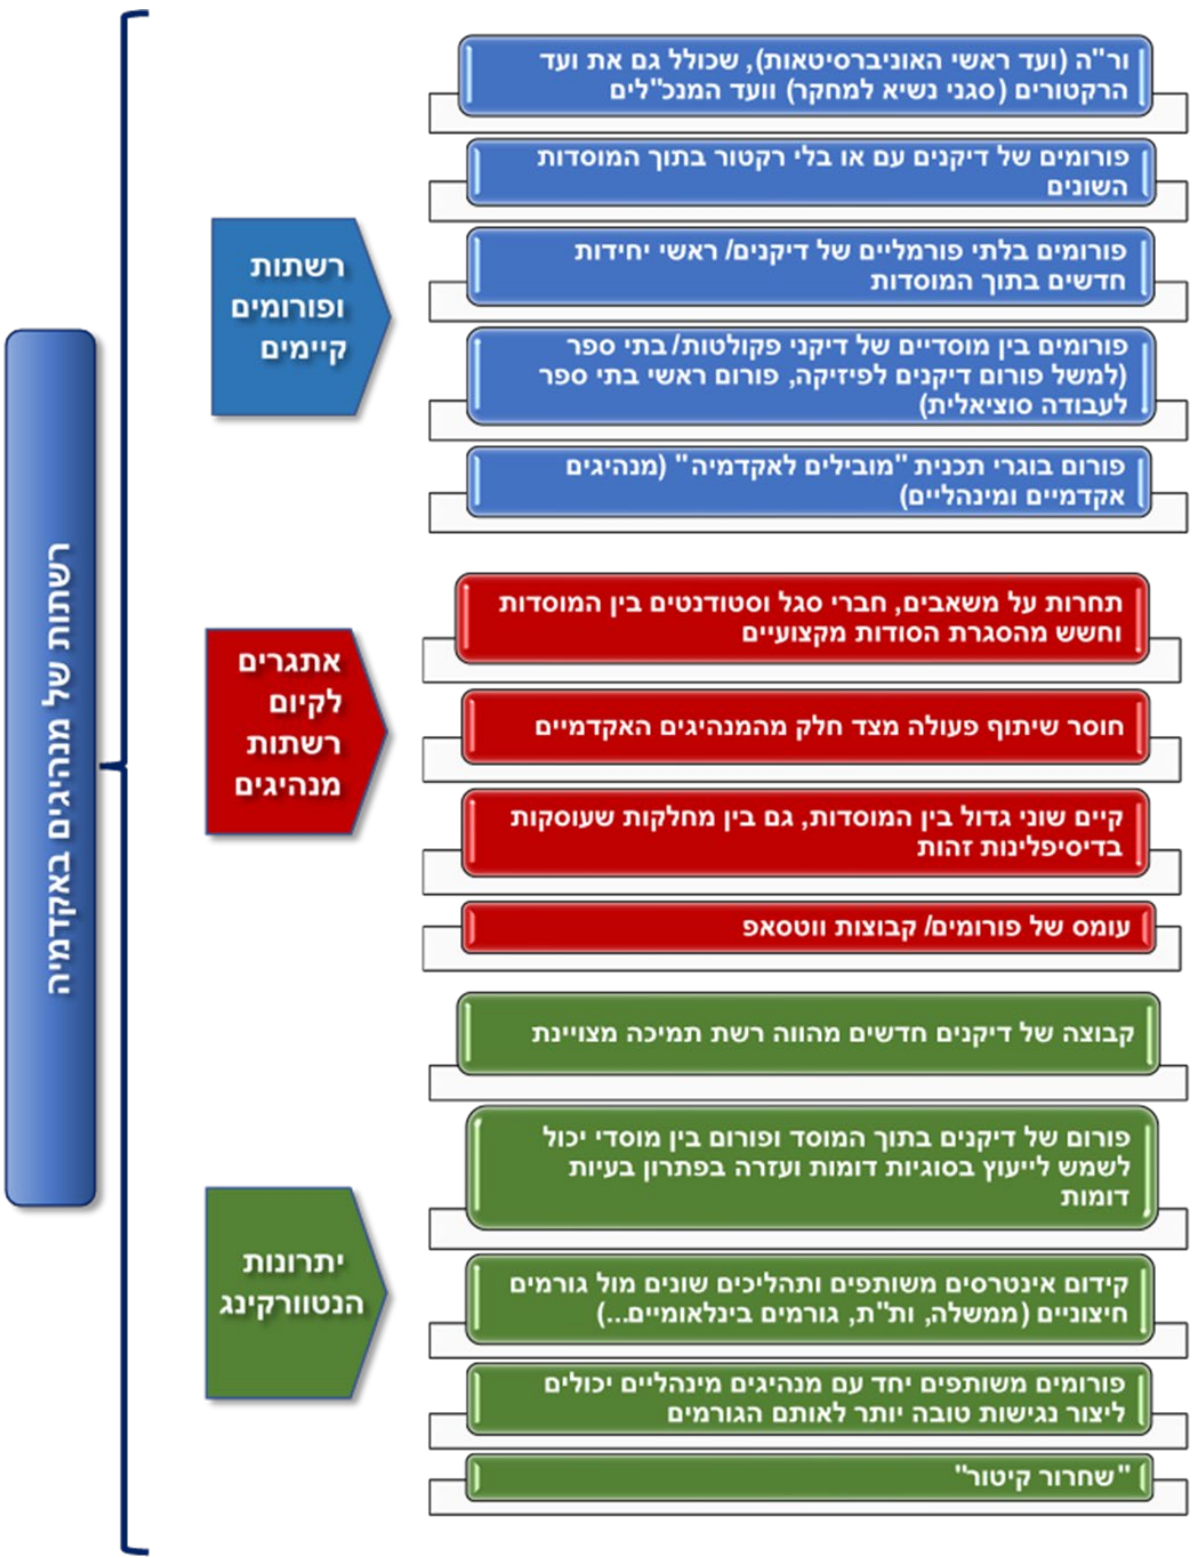 רשתות של מנהיגים באקדמיה
רשתות
ופורומים
קיימים
ור"ה (ועד ראשי האוניברסיטאות), שכולל גם את ועד
הרקטורים (סגני נשיא למחקר) וועד המנכ"לים
פורומים של דיקנים עם או בלי רקטור בתוך המוסדות
השונים
פורומים בלתי פורמליים של דיקנים/ ראשי יחידות
חדשים בתוך המוסדות
פורומים בין מוסדיים של דיקני פקולטות/ בתי ספר
(למשל פורום דיקנים לפיזיקה, פורום ראשי בתי ספר
לעבודה סוציאלית)
פורום בוגרי תכנית "מובילים לאקדמיה" (מנהיגים
אקדמיים ומינהליים)
אתגרים
לקיום
רשתות
מנהיגים
תחרות על משאבים, חברי סגל וסטודנטים בין המוסדות
וחשש מהסגרת הסודות מקצועיים
חוסר שיתוף פעולה מצד חלק מהמנהיגים האקדמיים
קיים שוני גדול בין המוסדות, גם בין מחלקות שעוסקות
בדיסיפלינות זהות
עומס של פורומים/ קבוצות ווטסאפ
יתרונות
הנטוורקינג
קבוצה של דיקנים חדשים מהווה רשת תמיכה מצויינת
פורום של דיקנים בתוך המוסד ופורום בין מוסדי יכול
לשמש לייעוץ בסוגיות דומות ועזרה בפתרון בעיות
דומות
קידום אינטרסים משותפים ותהליכים שונים מול גורמים
חיצוניים (ממשלה, ות"ת, גורמים בינלאומיים...)
פורומים משותפים יחד עם מנהיגים מינהליים יכולים
ליצור נגישות טובה יותר לאותם הגורמים
"שחרור קיטור"